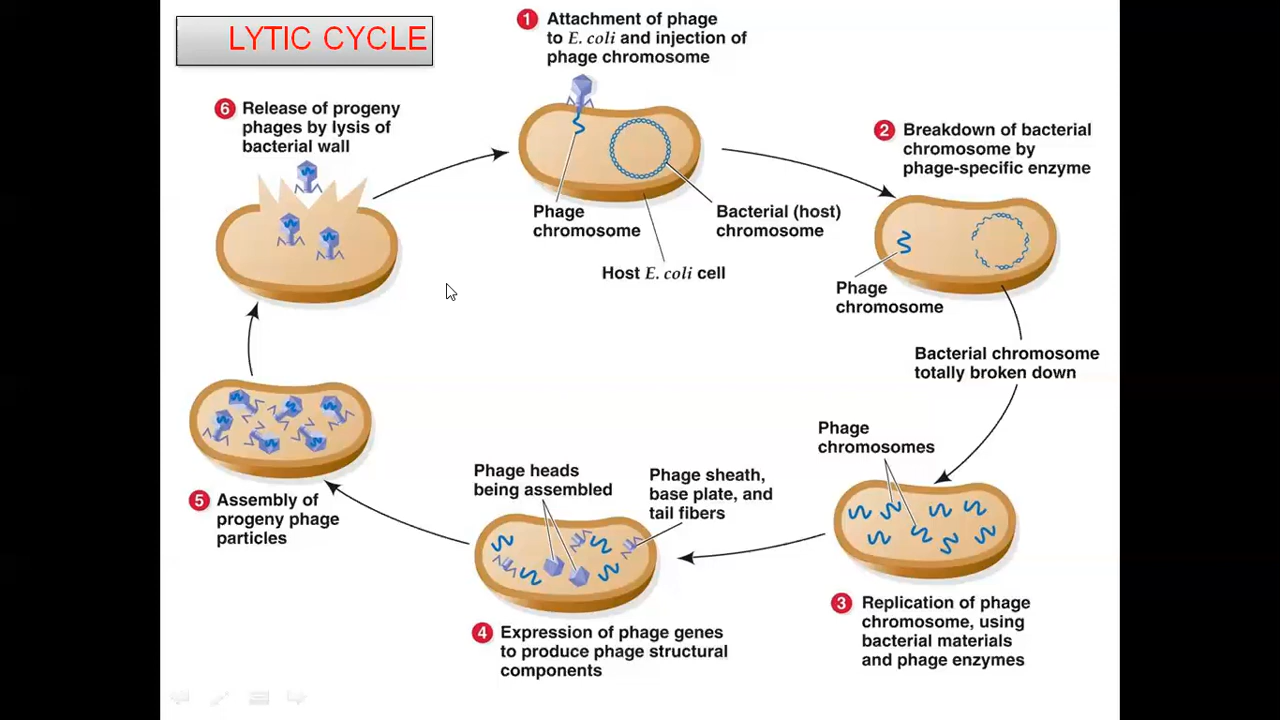 LYTIC CYCLE
1 Attachment of phage
to E. coli and injection of
phage chromosome
Phage
chromosome
Bacterial (host)
chromosome
Host E. coli cell
2 Breakdown of bacterial
chromosome by
phage-specific enzyme
Phage
chromosome
Bacterial chromosome
totally broken down
Phage
chromosomes
3 Replication of phage
chromosome, using
bacterial materials
and phage enzymes
Phage heads
being assembled
Phage sheath,
base plate, and
tail fibers
4 Expression of phage genes
to produce phage structural
components
5 Assembly of
progeny phage
particles
6 Release of progeny
phages by lysis of
bacterial wall